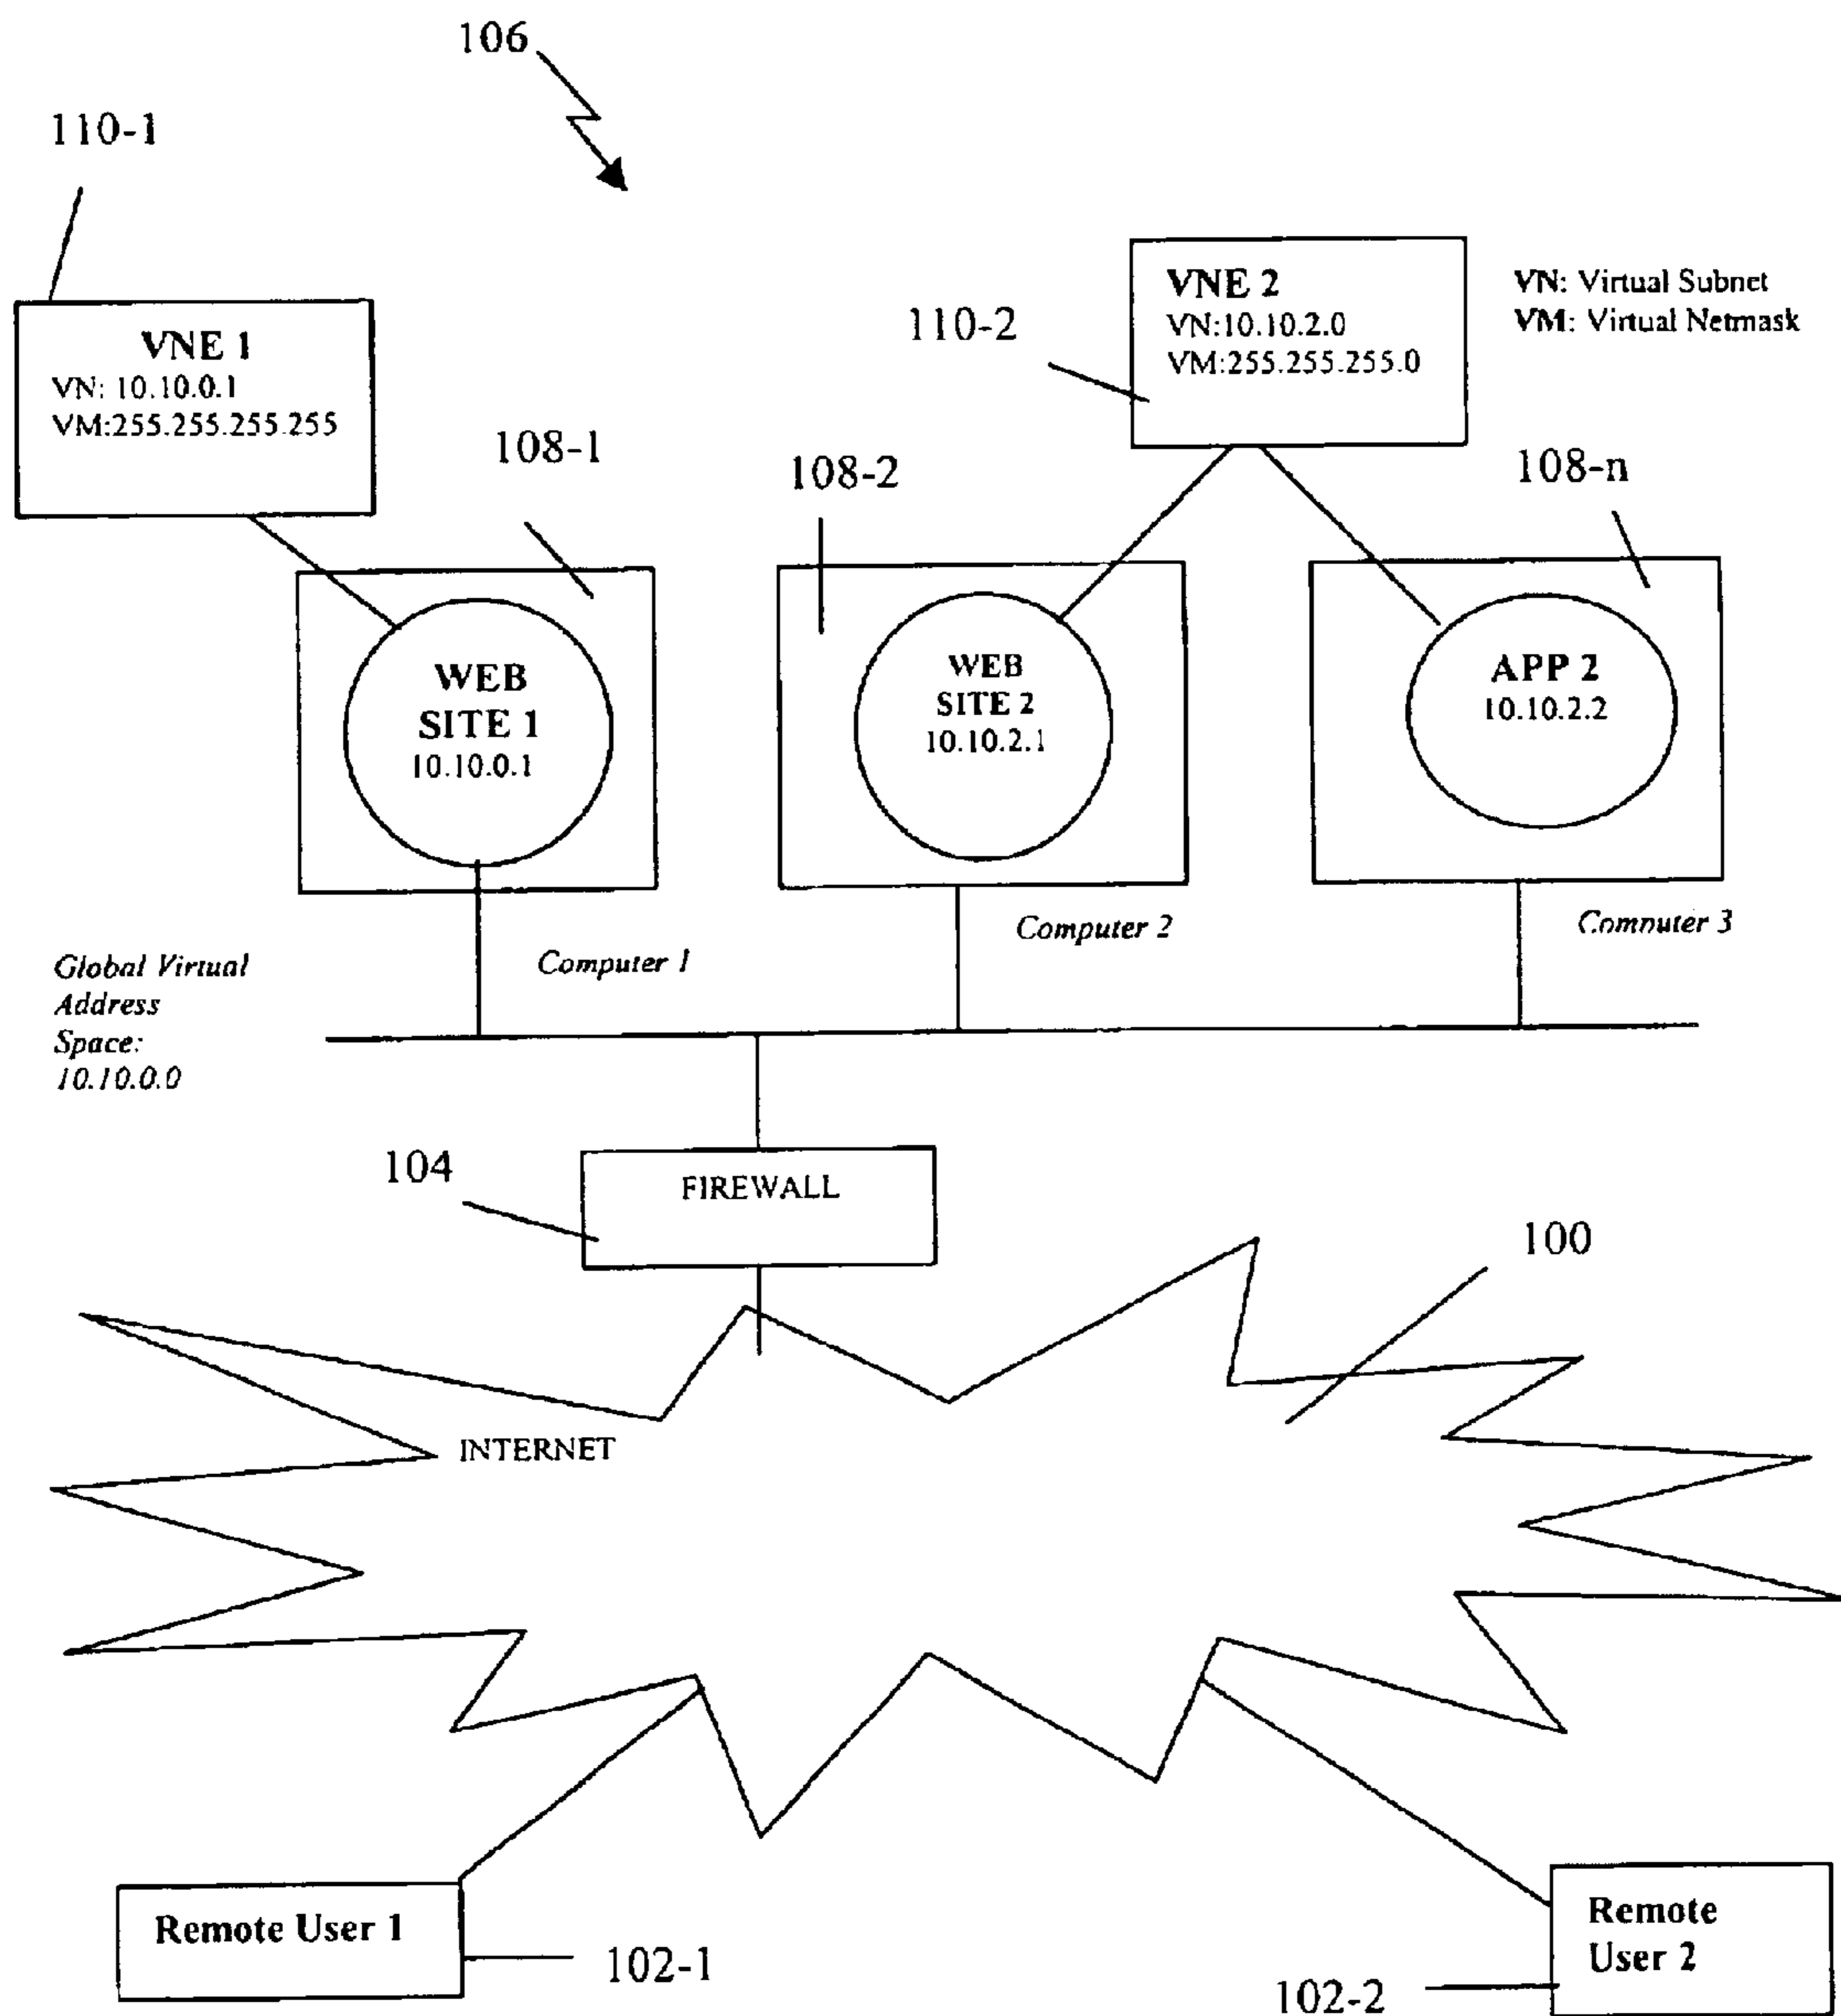 106
110-1
VNE 1
VN: 10.10.0.1
VM:255.255.255.255
110-2
VNE 2
VN:10.10.2.0
VM:255.255.255.0
VN: Virtual Subnet
VM: Virtual Netmask
108-1
108-2
108-n
WEB
SITE 1
10.10.0.1
WEB
SITE 2
10.10.2.1
APP 2
10.10.2.2
Computer 1
Computer 2
Computer 3
Global Virtual
Address
Space:
10.10.0.0
104
FIREWALL
100
INTERNET
Remote User 1
102-1
Remote
User 2
102-2